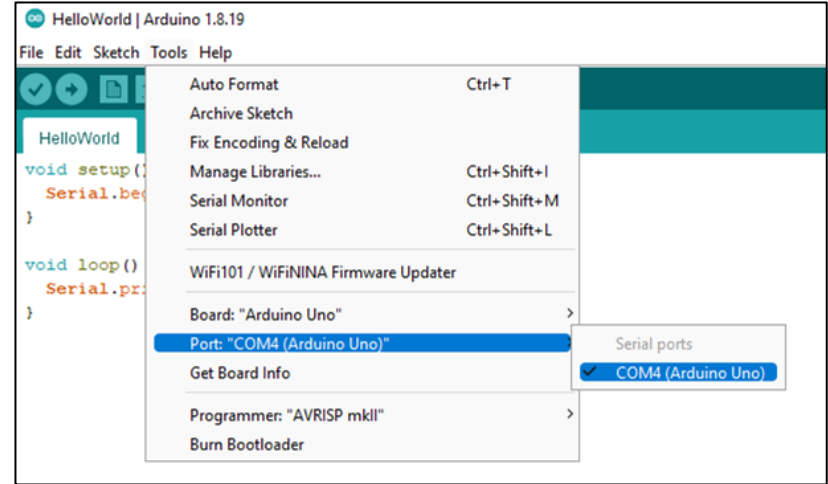 HelloWorld | Arduino 1.8.19
File Edit Sketch Tools Help
HelloWorld
void setup()
Serial.beg
}
void loop()
Serial.pri
}
Auto Format Ctrl+T
Archive Sketch
Fix Encoding & Reload
Manage Libraries... Ctrl+Shift+I
Serial Monitor Ctrl+Shift+M
Serial Plotter Ctrl+Shift+L
WiFi101 / WiFiNINA Firmware Updater
Board: "Arduino Uno"
Port: "COM4 (Arduino Uno)"
Get Board Info
Programmer: "AVRISP mkII"
Burn Bootloader
Serial ports
COM4 (Arduino Uno)